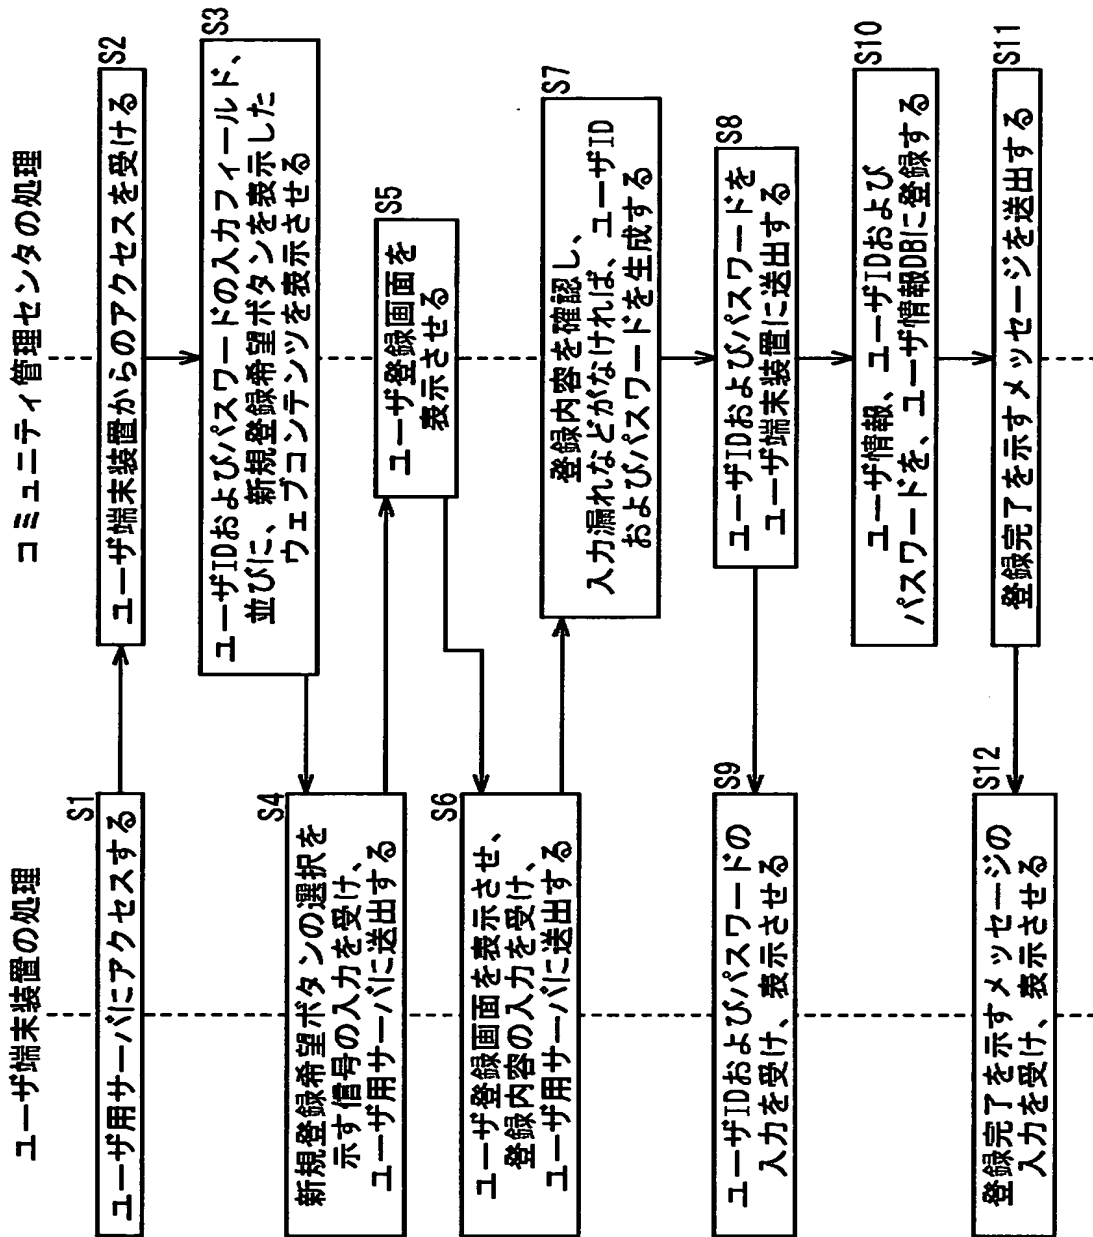 ユーザ端末装置の処理
コミュニティ管理センタの処理
S1
ユーザ用サーバにアクセスする
S2
ユーザ端末装置からのアクセスを受ける
S3
ユーザIDおよびパスワードの入力フィールド、
並びに、新規登録希望ボタンを表示した
ウェブコンテンツを表示させる
S4
新規登録希望ボタンの選択を
示す信号の入力を受け、
ユーザ用サーバに送出する
S5
ユーザ登録画面を
表示させる
S6
ユーザ登録画面を表示させ、
登録内容の入力を受け、
ユーザ用サーバに送出する
S7
登録内容を確認し、
入力漏れなどがなければ、ユーザID
およびパスワードを生成する
S8
ユーザIDおよびパスワードを
ユーザ端末装置に送出する
S9
ユーザIDおよびパスワードの
入力を受け、表示させる
S10
ユーザ情報、ユーザIDおよび
パスワードを、ユーザ情報DBに登録する
S11
登録完了を示すメッセージを送出する
S12
登録完了を示すメッセージの
入力を受け、表示させる